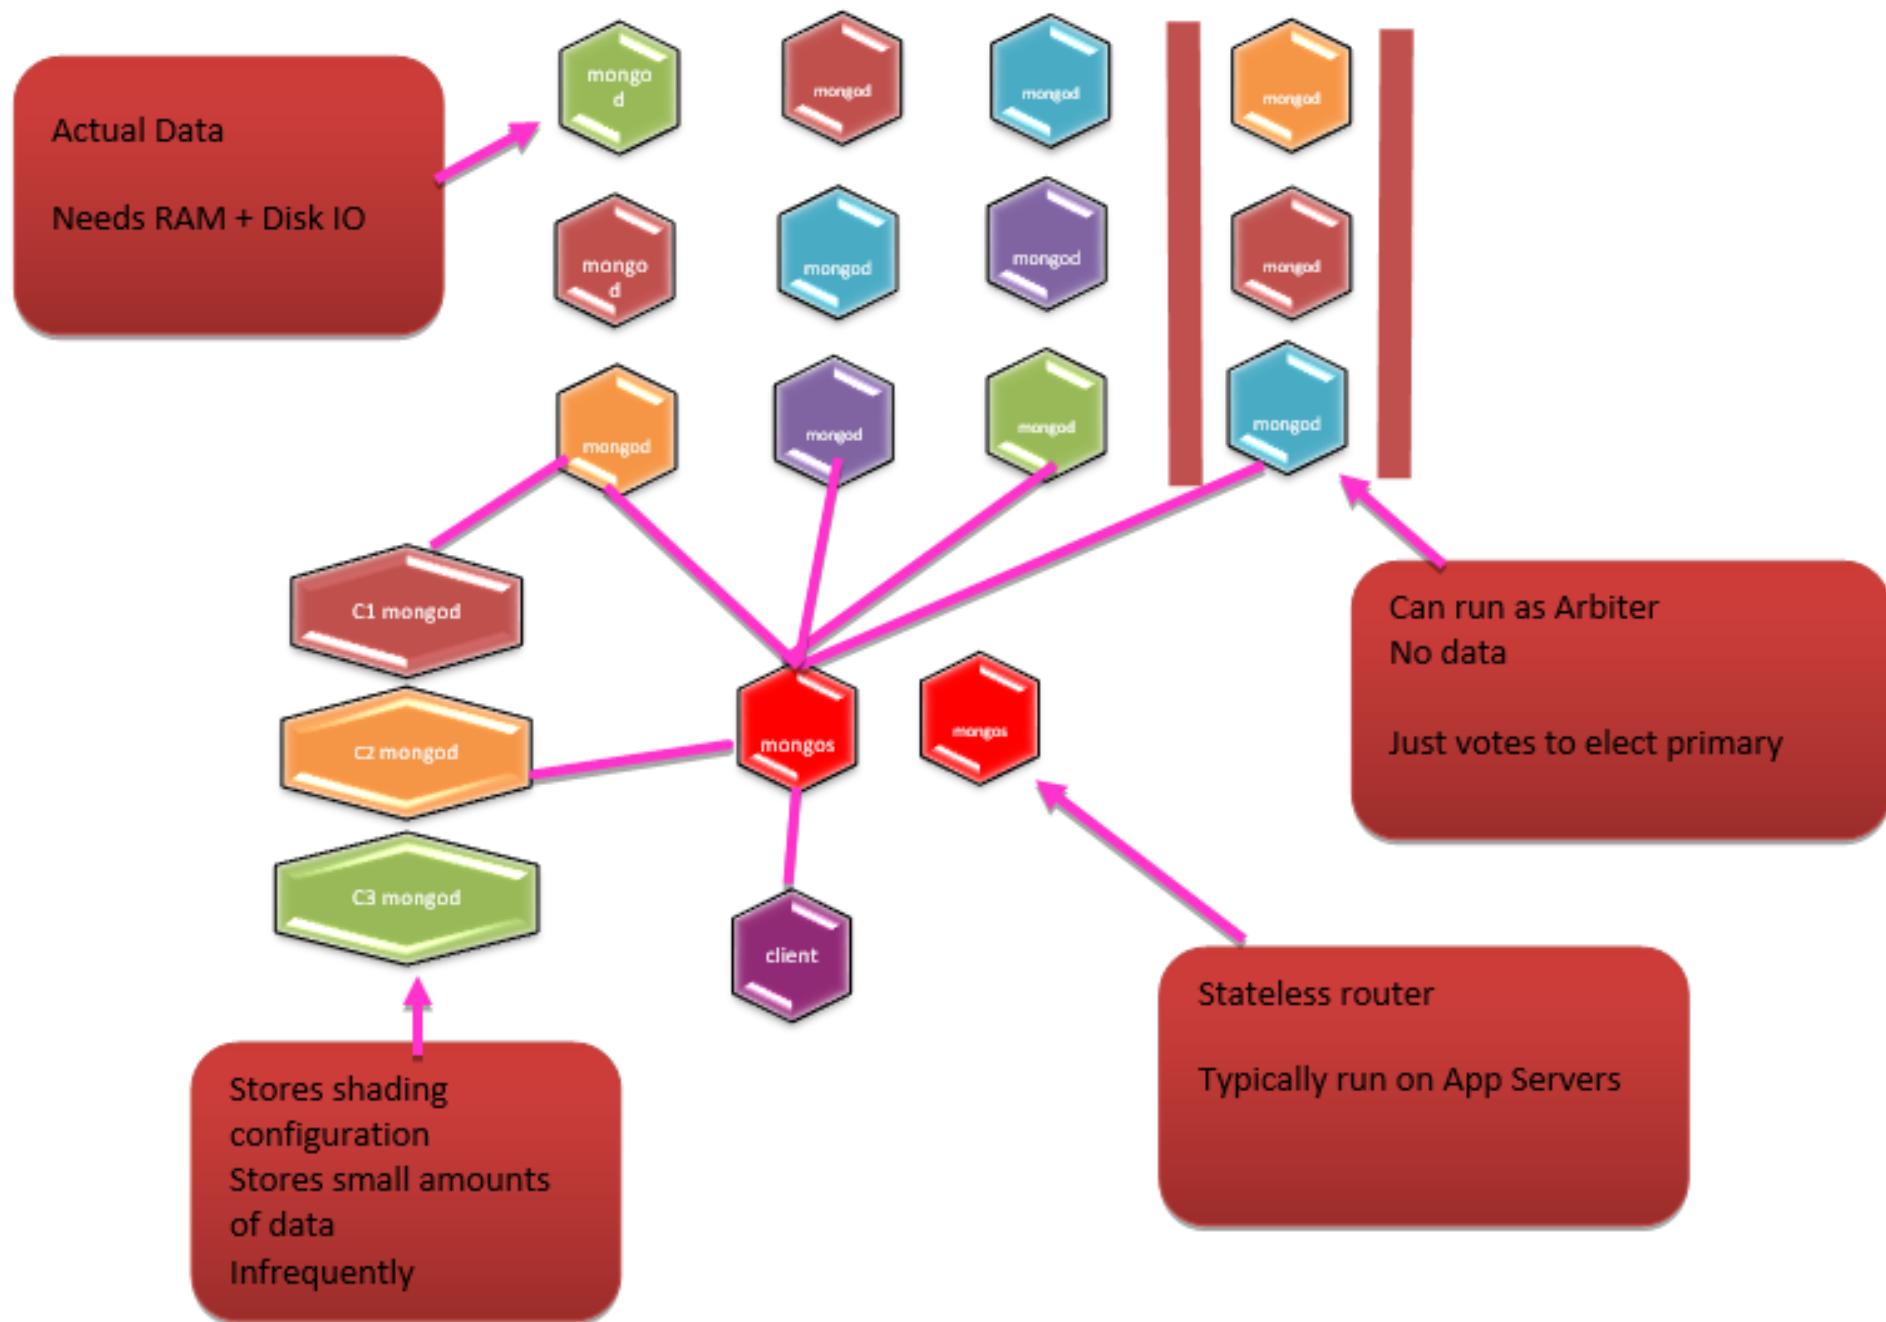 Actual Data
Needs RAM + Disk IO
mongo
d
mongod
mongod
mongod
mongo
d
mongod
mongod
mongod
mongod
mongod
mongod
mongod
C1 mongod
C2 mongod
C3 mongod
mongos
mongos
client
Can run as Arbiter
No data
Just votes to elect primary
Stateless router
Typically run on App Servers
Stores shading
configuration
Stores small amounts
of data
Infrequently